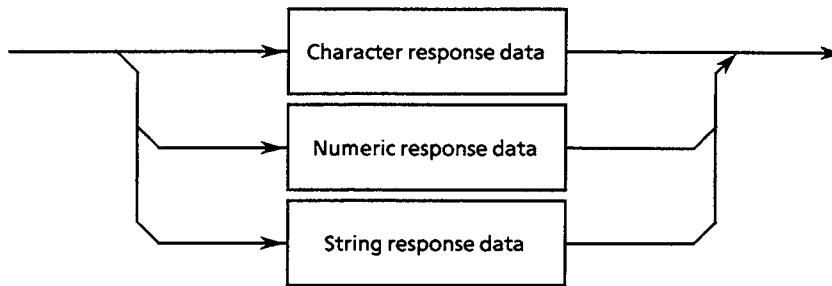 Character response data
Numeric response data
String response data